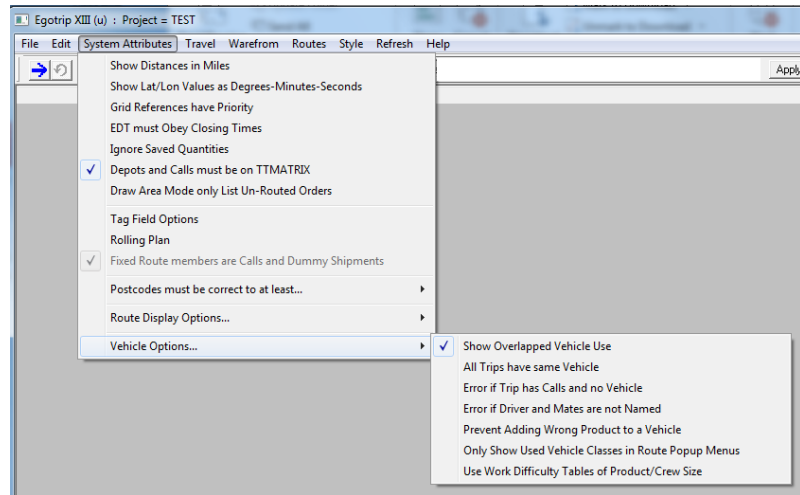 Egotrip XIII (u) : Project = TEST
File Edit System Attributes Travel Warefrom Routes Style Refresh Help
Apply
Show Distances in Miles
Show Lat/Lon Values as Degrees-Minutes-Seconds
Grid References have Priority
EDT must Obey Closing Times
Ignore Saved Quantities
Depots and Calls must be on TTMATRIX
Draw Area Mode only List Un-Routed Orders
Tag Field Options
Rolling Plan
Fixed Route members are Calls and Dummy Shipments
Postcodes must be correct to at least...
Route Display Options...
Vehicle Options...
Show Overlapped Vehicle Use
All Trips have same Vehicle
Error if Trip has Calls and no Vehicle
Error if Driver and Mates are not Named
Prevent Adding Wrong Product to a Vehicle
Only Show Used Vehicle Classes in Route Popup Menus
Use Work Difficulty Tables of Product/Crew Size